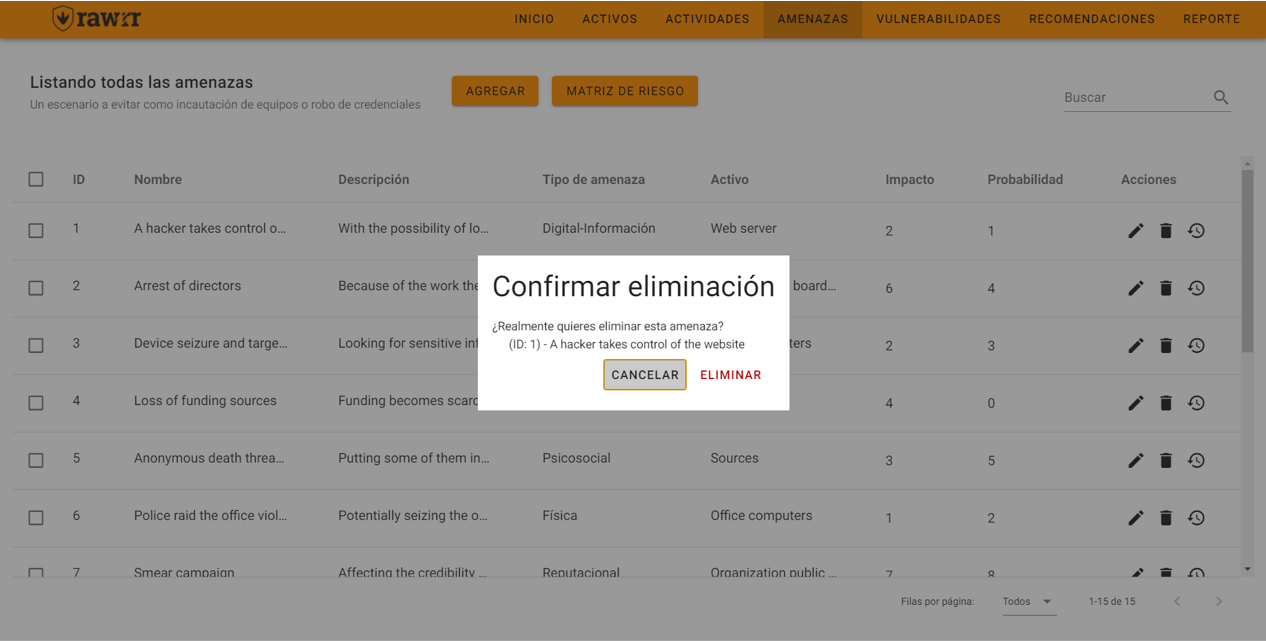 rawrr
INICIO ACTIVOS ACTIVIDADES AMENAZAS VULNERABILIDADES RECOMENDACIONES REPORTE
Listando todas las amenazas
Un escenario a evitar como incautación de equipos o robo de credenciales
AGREGAR MATRIZ DE RIESGO
Buscar
ID Nombre Descripción Tipo de amenaza Activo Impacto Probabilidad Acciones
1 A hacker takes control o... With the possibility of lo... Digital-Información Web server 2 1
2 Arrest of directors Because of the work the board... 6 4
3 Device seizure and targe... Looking for sensitive 2 3
4 Loss of funding sources Funding becomes 4 0
5 Anonymous death threa... Putting some of them in... Psicosocial Sources 3 5
6 Police raid the office viol... Potentially seizing the o... Física Office computers 1 2
7 Smear campaign Affecting the credibility ... Reputacional Organization public ... 7 8
Confirmar eliminación
¿Realmente quieres eliminar esta amenaza?
(ID: 1) - A hacker takes control of the website
CANCELAR ELIMINAR
Filas por página: Todos 1-15 de 15